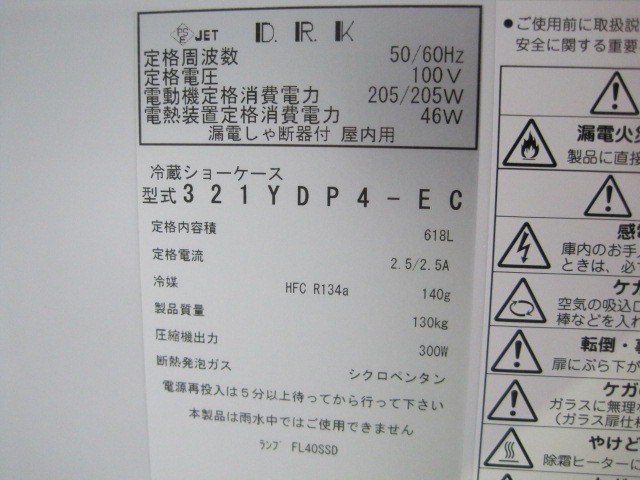 PS E JET D.R.K
定格周波数 50/60Hz
定格電圧 100V
電動機定格消費電力 205/205W
電熱装置定格消費電力 46W
漏電しゃ断器付 屋内用
冷蔵ショーケース
型式 321YDP4-EC
定格内容積 618L
定格電流 2.5/2.5A
冷媒 HFC R134a 140g
製品質量 130kg
圧縮機出力 300W
断熱発泡ガス シクロペンタン
電源再投入は5分以上待ってから行って下さい
本製品は雨水中ではご使用できません
ﾗﾝﾌﾟ FL40SSD
●ご使用前に取扱説
安全に関する重要
漏電火
製品に直接
感
庫内のお手
ときは、必
ケガ
空気の吸込口
棒などを入れ
転倒・
扉にぶら下が
ケガの
ガラスに無理な
(ガラス扉仕様
やけど
除霜ヒーターに